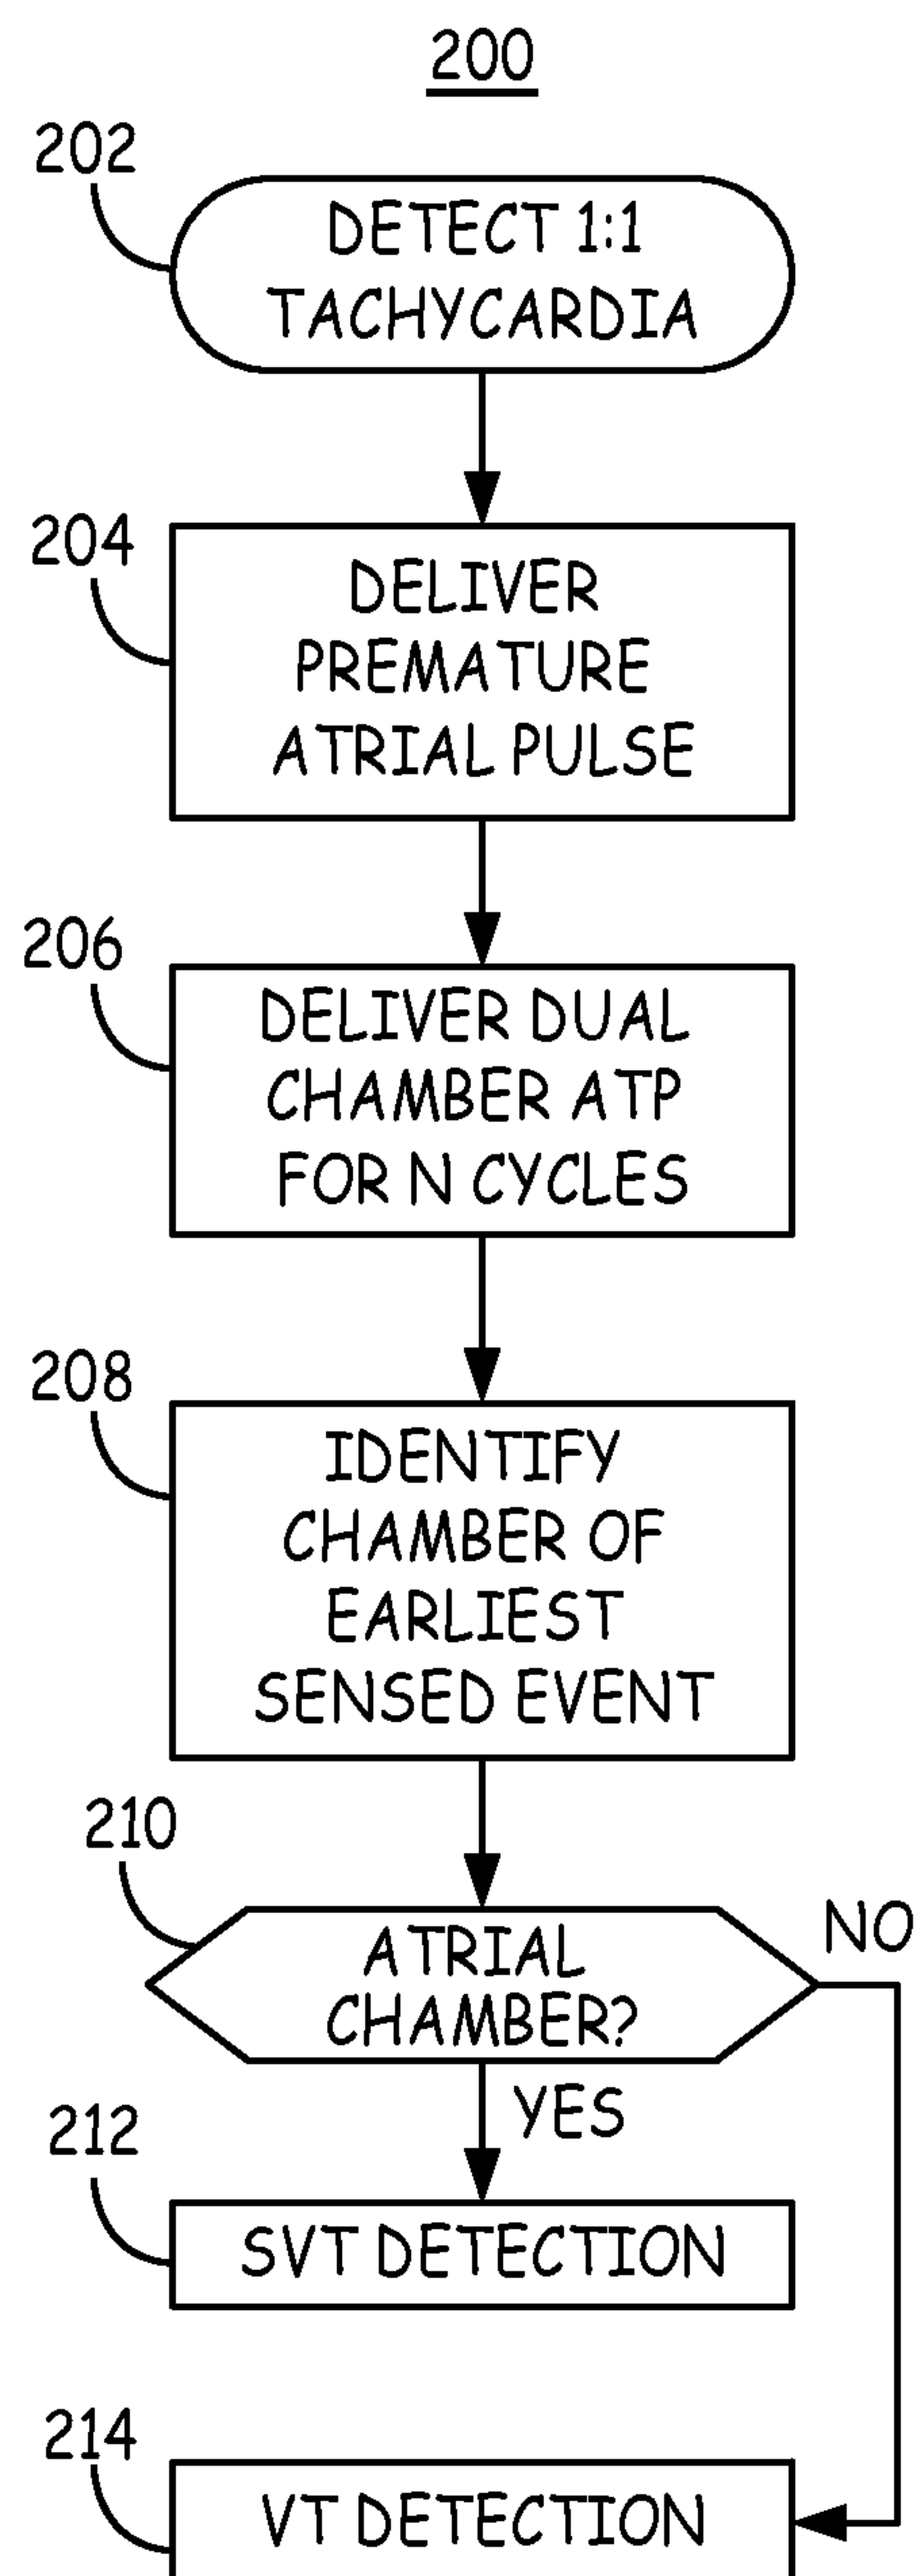 200
202
DETECT 1:1
TACHYCARDIA
204
DELIVER
PREMATURE
ATRIAL PULSE
206
DELIVER DUAL
CHAMBER ATP
FOR N CYCLES
208
IDENTIFY
CHAMBER OF
EARLIEST
SENSED EVENT
210
ATRIAL
CHAMBER?
NO
YES
212
SVT DETECTION
214
VT DETECTION